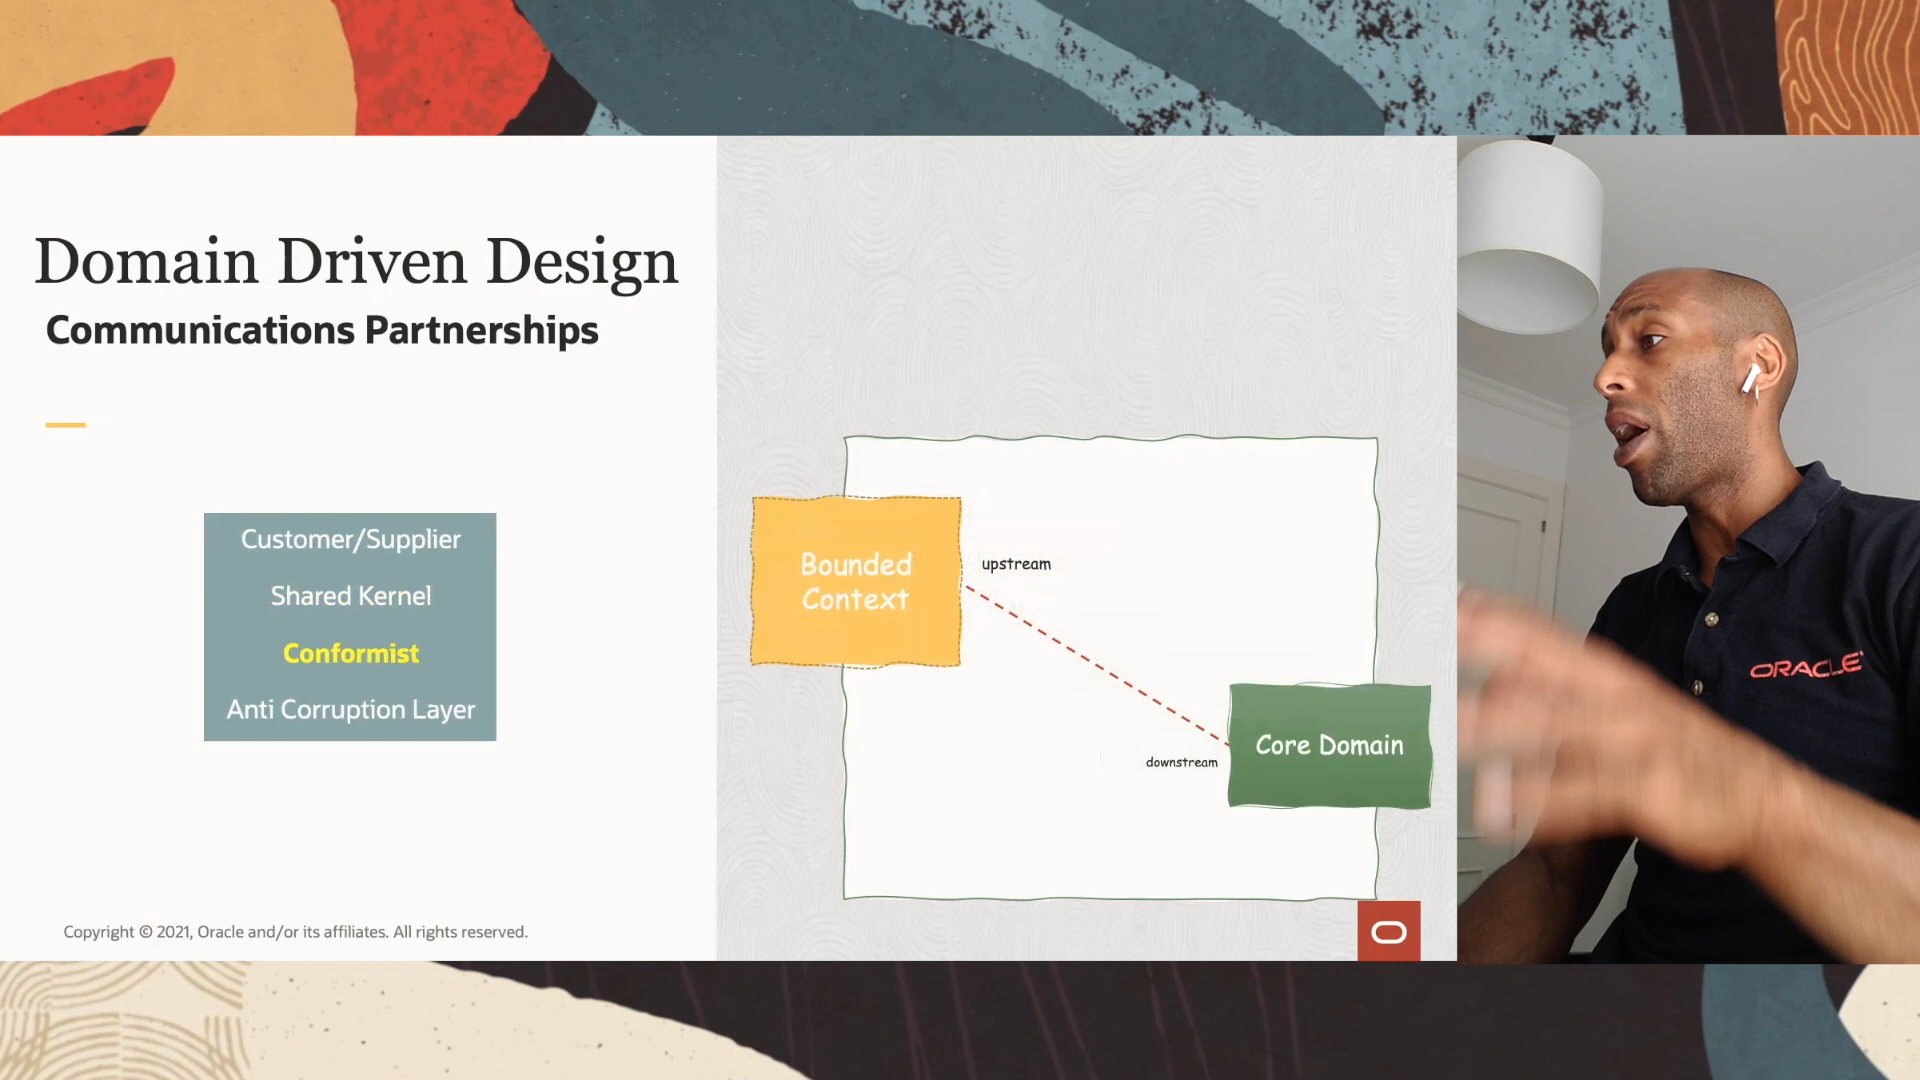 Domain Driven Design
Communications Partnerships
Customer/Supplier
Shared Kernel
Conformist
Anti Corruption Layer
Bounded
Context
upstream
downstream
Core Domain
ORACLE
Copyright © 2021, Oracle and/or its affiliates. All rights reserved.